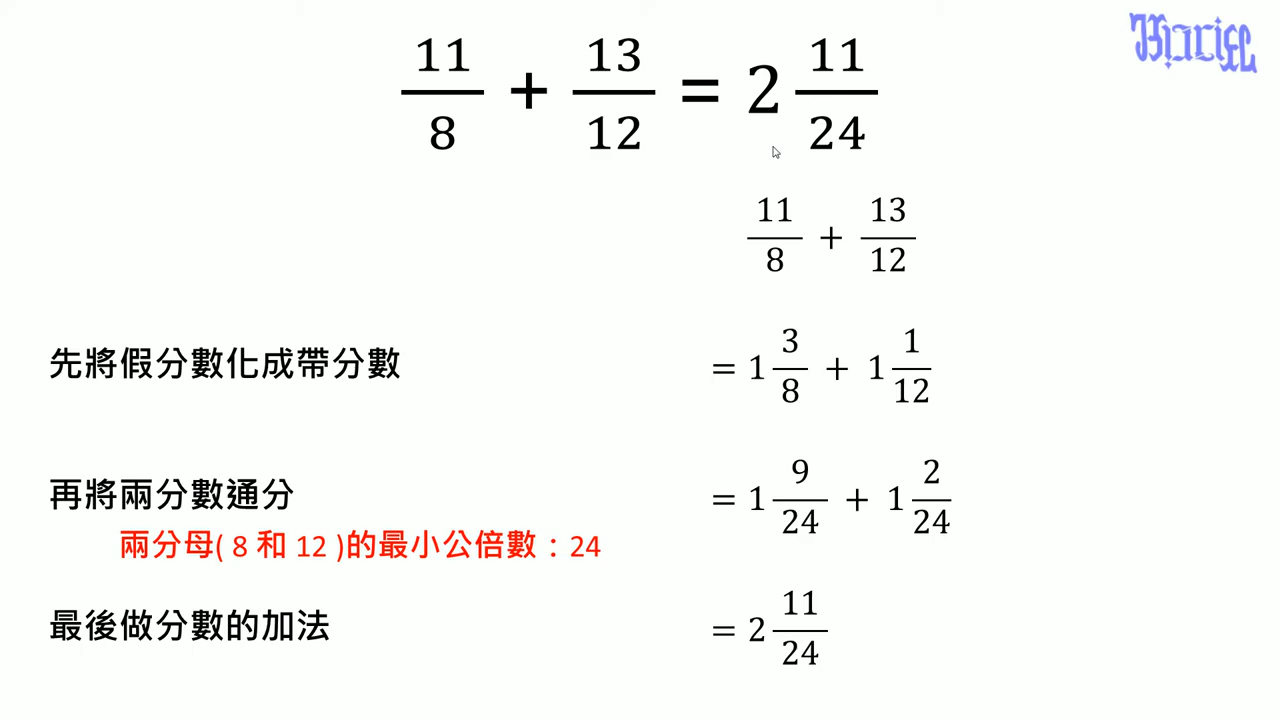 11/8 + 13/12 = 2 11/24
11/8 + 13/12
先將假分數化成帶分數 = 1 3/8 + 1 1/12
再將兩分數通分 = 1 9/24 + 1 2/24
兩分母( 8 和 12 )的最小公倍數：24
最後做分數的加法 = 2 11/24